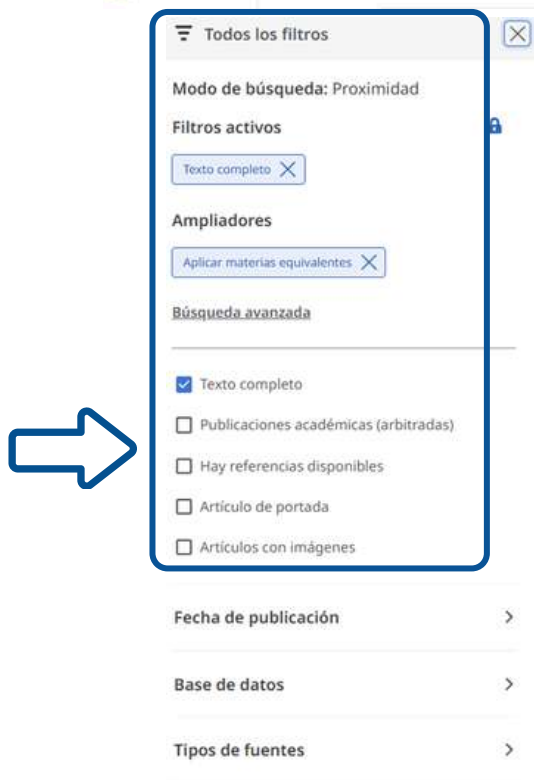 Todos los filtros
Modo de búsqueda: Proximidad
Filtros activos
Texto completo
Ampliadores
Aplicar materias equivalentes
Búsqueda avanzada
Texto completo
Publicaciones académicas (arbitradas)
Hay referencias disponibles
Artículo de portada
Artículos con imágenes
Fecha de publicación
Base de datos
Tipos de fuentes